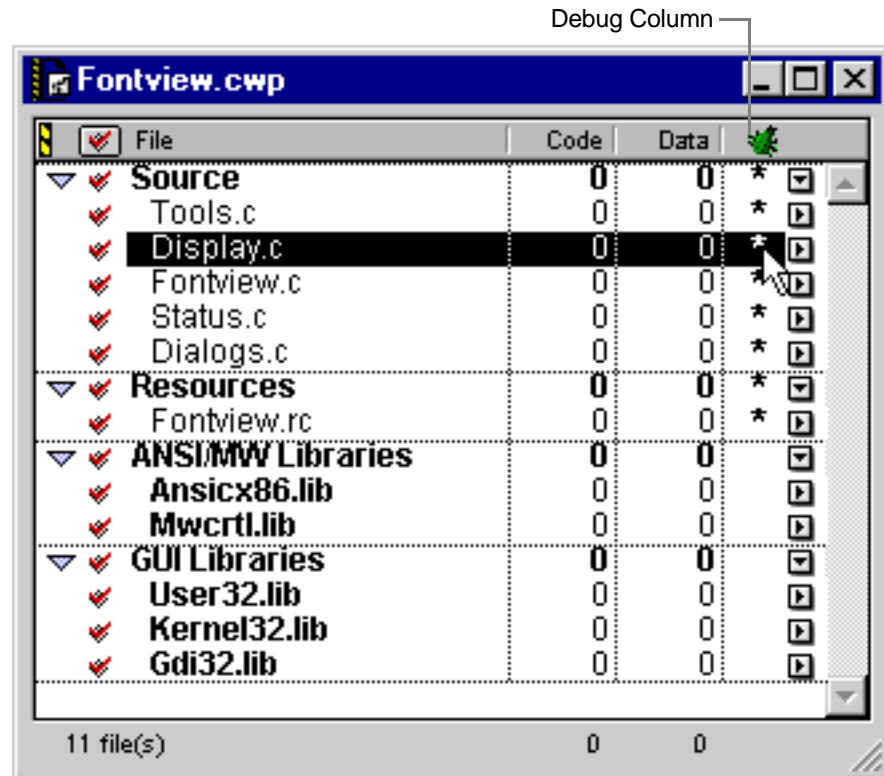 Debug Column
Fontview.cwp
File Code Data
Source 0 0 *
Tools.c 0 0 *
Display.c 0 0 *
Fontview.c 0 0 *
Status.c 0 0 *
Dialogs.c 0 0 *
Resources 0 0 *
Fontview.rc 0 0 *
ANSI/MW Libraries 0 0
Ansicx86.lib 0 0
Mwcrtl.lib 0 0
GUI Libraries 0 0
User32.lib 0 0
Kernel32.lib 0 0
Gdi32.lib 0 0
11 file(s) 0 0